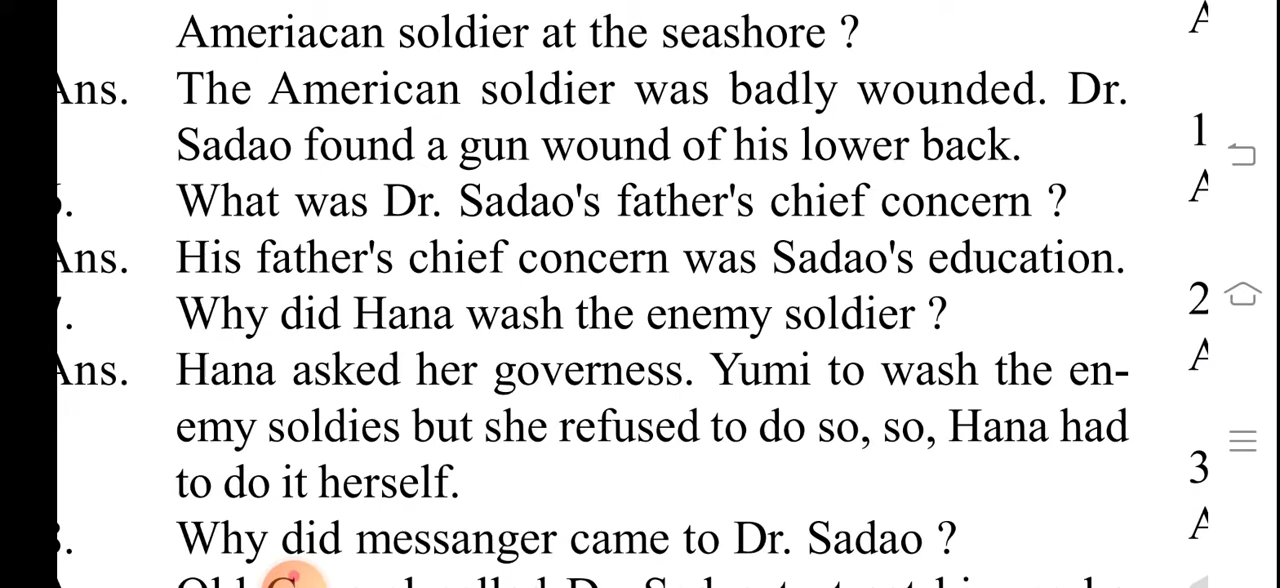 Ameriacan soldier at the seashore ?
Ans. The American soldier was badly wounded. Dr.
Sadao found a gun wound of his lower back.
What was Dr. Sadao's father's chief concern ?
Ans. His father's chief concern was Sadao's education.
Why did Hana wash the enemy soldier ?
Ans. Hana asked her governess. Yumi to wash the en-
emy soldies but she refused to do so, so, Hana had
to do it herself.
Why did messanger came to Dr. Sadao ?
1
2
3